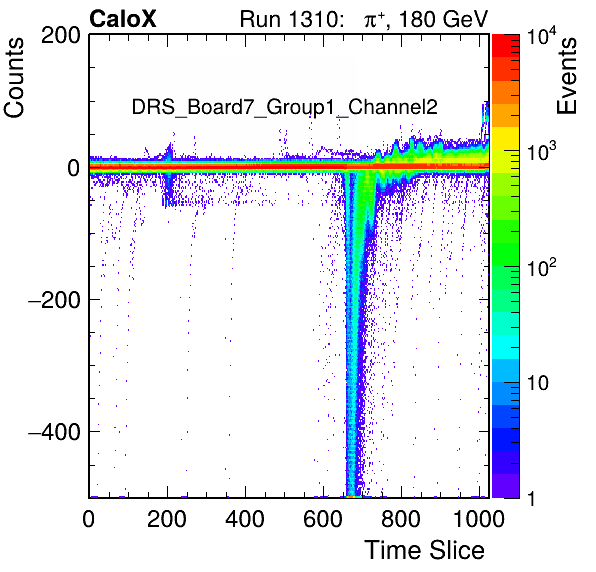 CaloX Run 1310: π⁺, 180 GeV
Counts
Events
DRS_Board7_Group1_Channel2
200
0
−200
−400
0 200 400 600 800 1000
Time Slice
10⁴
10³
10²
10
1